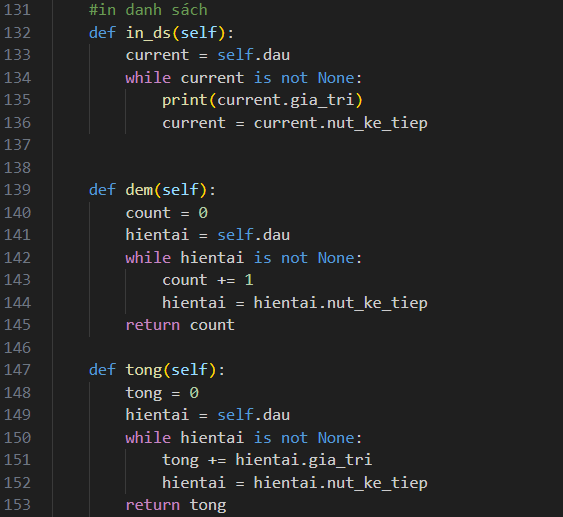 131 #in danh sách
132 def in_ds(self):
133 current = self.dau
134 while current is not None:
135 print(current.gia_tri)
136 current = current.nut_ke_tiep
137
138
139 def dem(self):
140 count = 0
141 hientai = self.dau
142 while hientai is not None:
143 count += 1
144 hientai = hientai.nut_ke_tiep
145 return count
146
147 def tong(self):
148 tong = 0
149 hientai = self.dau
150 while hientai is not None:
151 tong += hientai.gia_tri
152 hientai = hientai.nut_ke_tiep
153 return tong